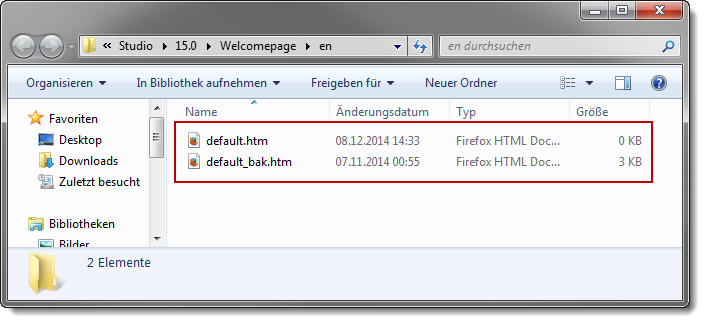 « Studio ▸ 15.0 ▸ Welcomepage ▸ en
en durchsuchen
Organisieren In Bibliothek aufnehmen Freigeben für Neuer Ordner
Favoriten
Desktop
Downloads
Zuletzt besucht
Bibliotheken
Bilder
Name Änderungsdatum Typ Größe
default.htm 08.12.2014 14:33 Firefox HTML Doc... 0 KB
default_bak.htm 07.11.2014 00:55 Firefox HTML Doc... 3 KB
2 Elemente